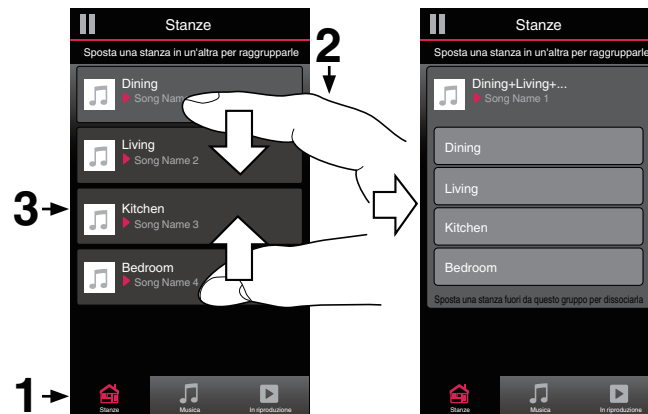 Stanze
Sposta una stanza in un'altra per raggrupparle
2
Dining
Song Nam
Living
Song Name 2
3
Kitchen
Song Name 3
Bedroom
Song Name 4
1
Stanze
Musica
In riproduzione
Stanze
Sposta una stanza in un'altra per raggrupparle
Dining+Living+...
Song Name 1
Dining
Living
Kitchen
Bedroom
Sposta una stanza fuori da questo gruppo per dissociarla
Stanze
Musica
In riproduzione